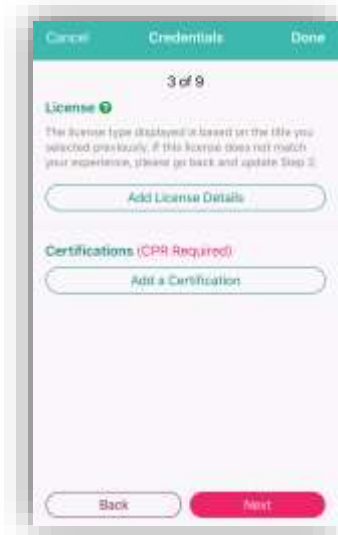 Cancel Credentials Done
3 of 9
License ?
The license type displayed is based on the title you
selected previously. If this license does not match
your experience, please go back and update Step 2.
Add License Details
Certifications (CPR Required)
Add a Certification
Back Next